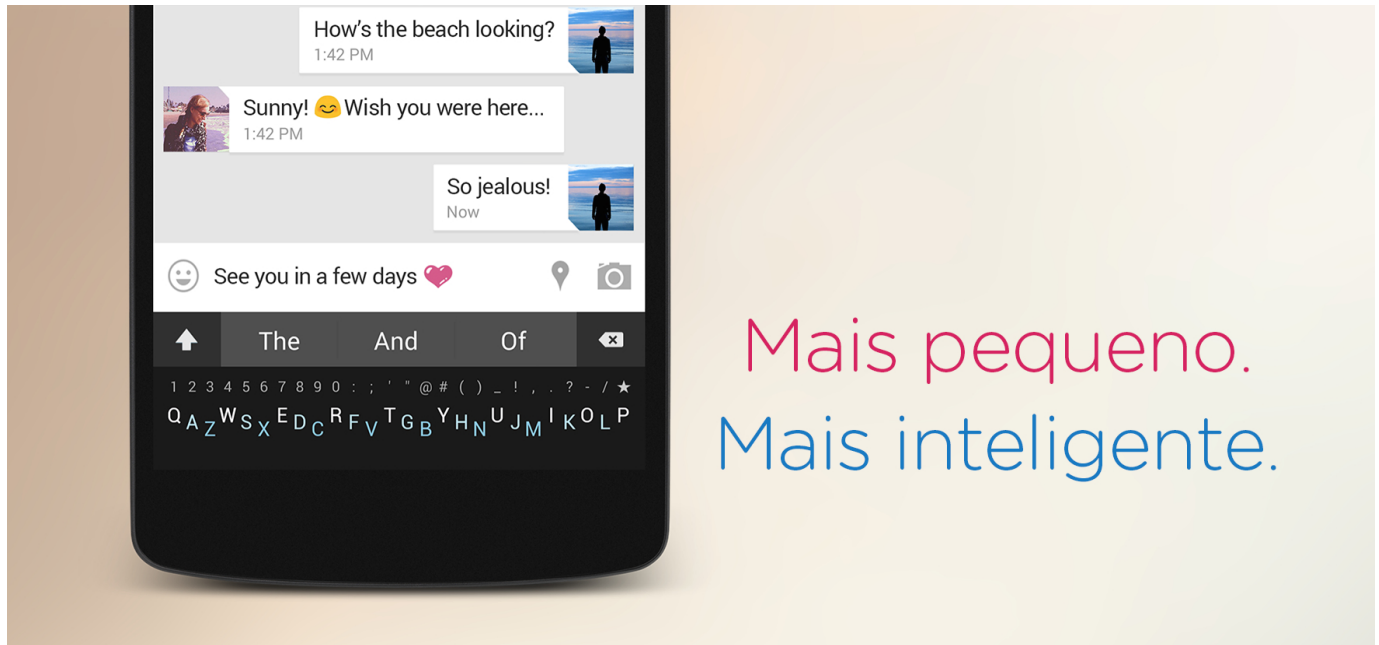 How's the beach looking?
1:42 PM
Sunny! 😊 Wish you were here...
1:42 PM
So jealous!
Now
See you in a few days 💖
The And Of
1 2 3 4 5 6 7 8 9 0 : ; ' " @ # ( ) _ ! , . ? - / ★
Q A Z W S X E D C R F V T G B Y H N U J M I K O L P
Mais pequeno.
Mais inteligente.